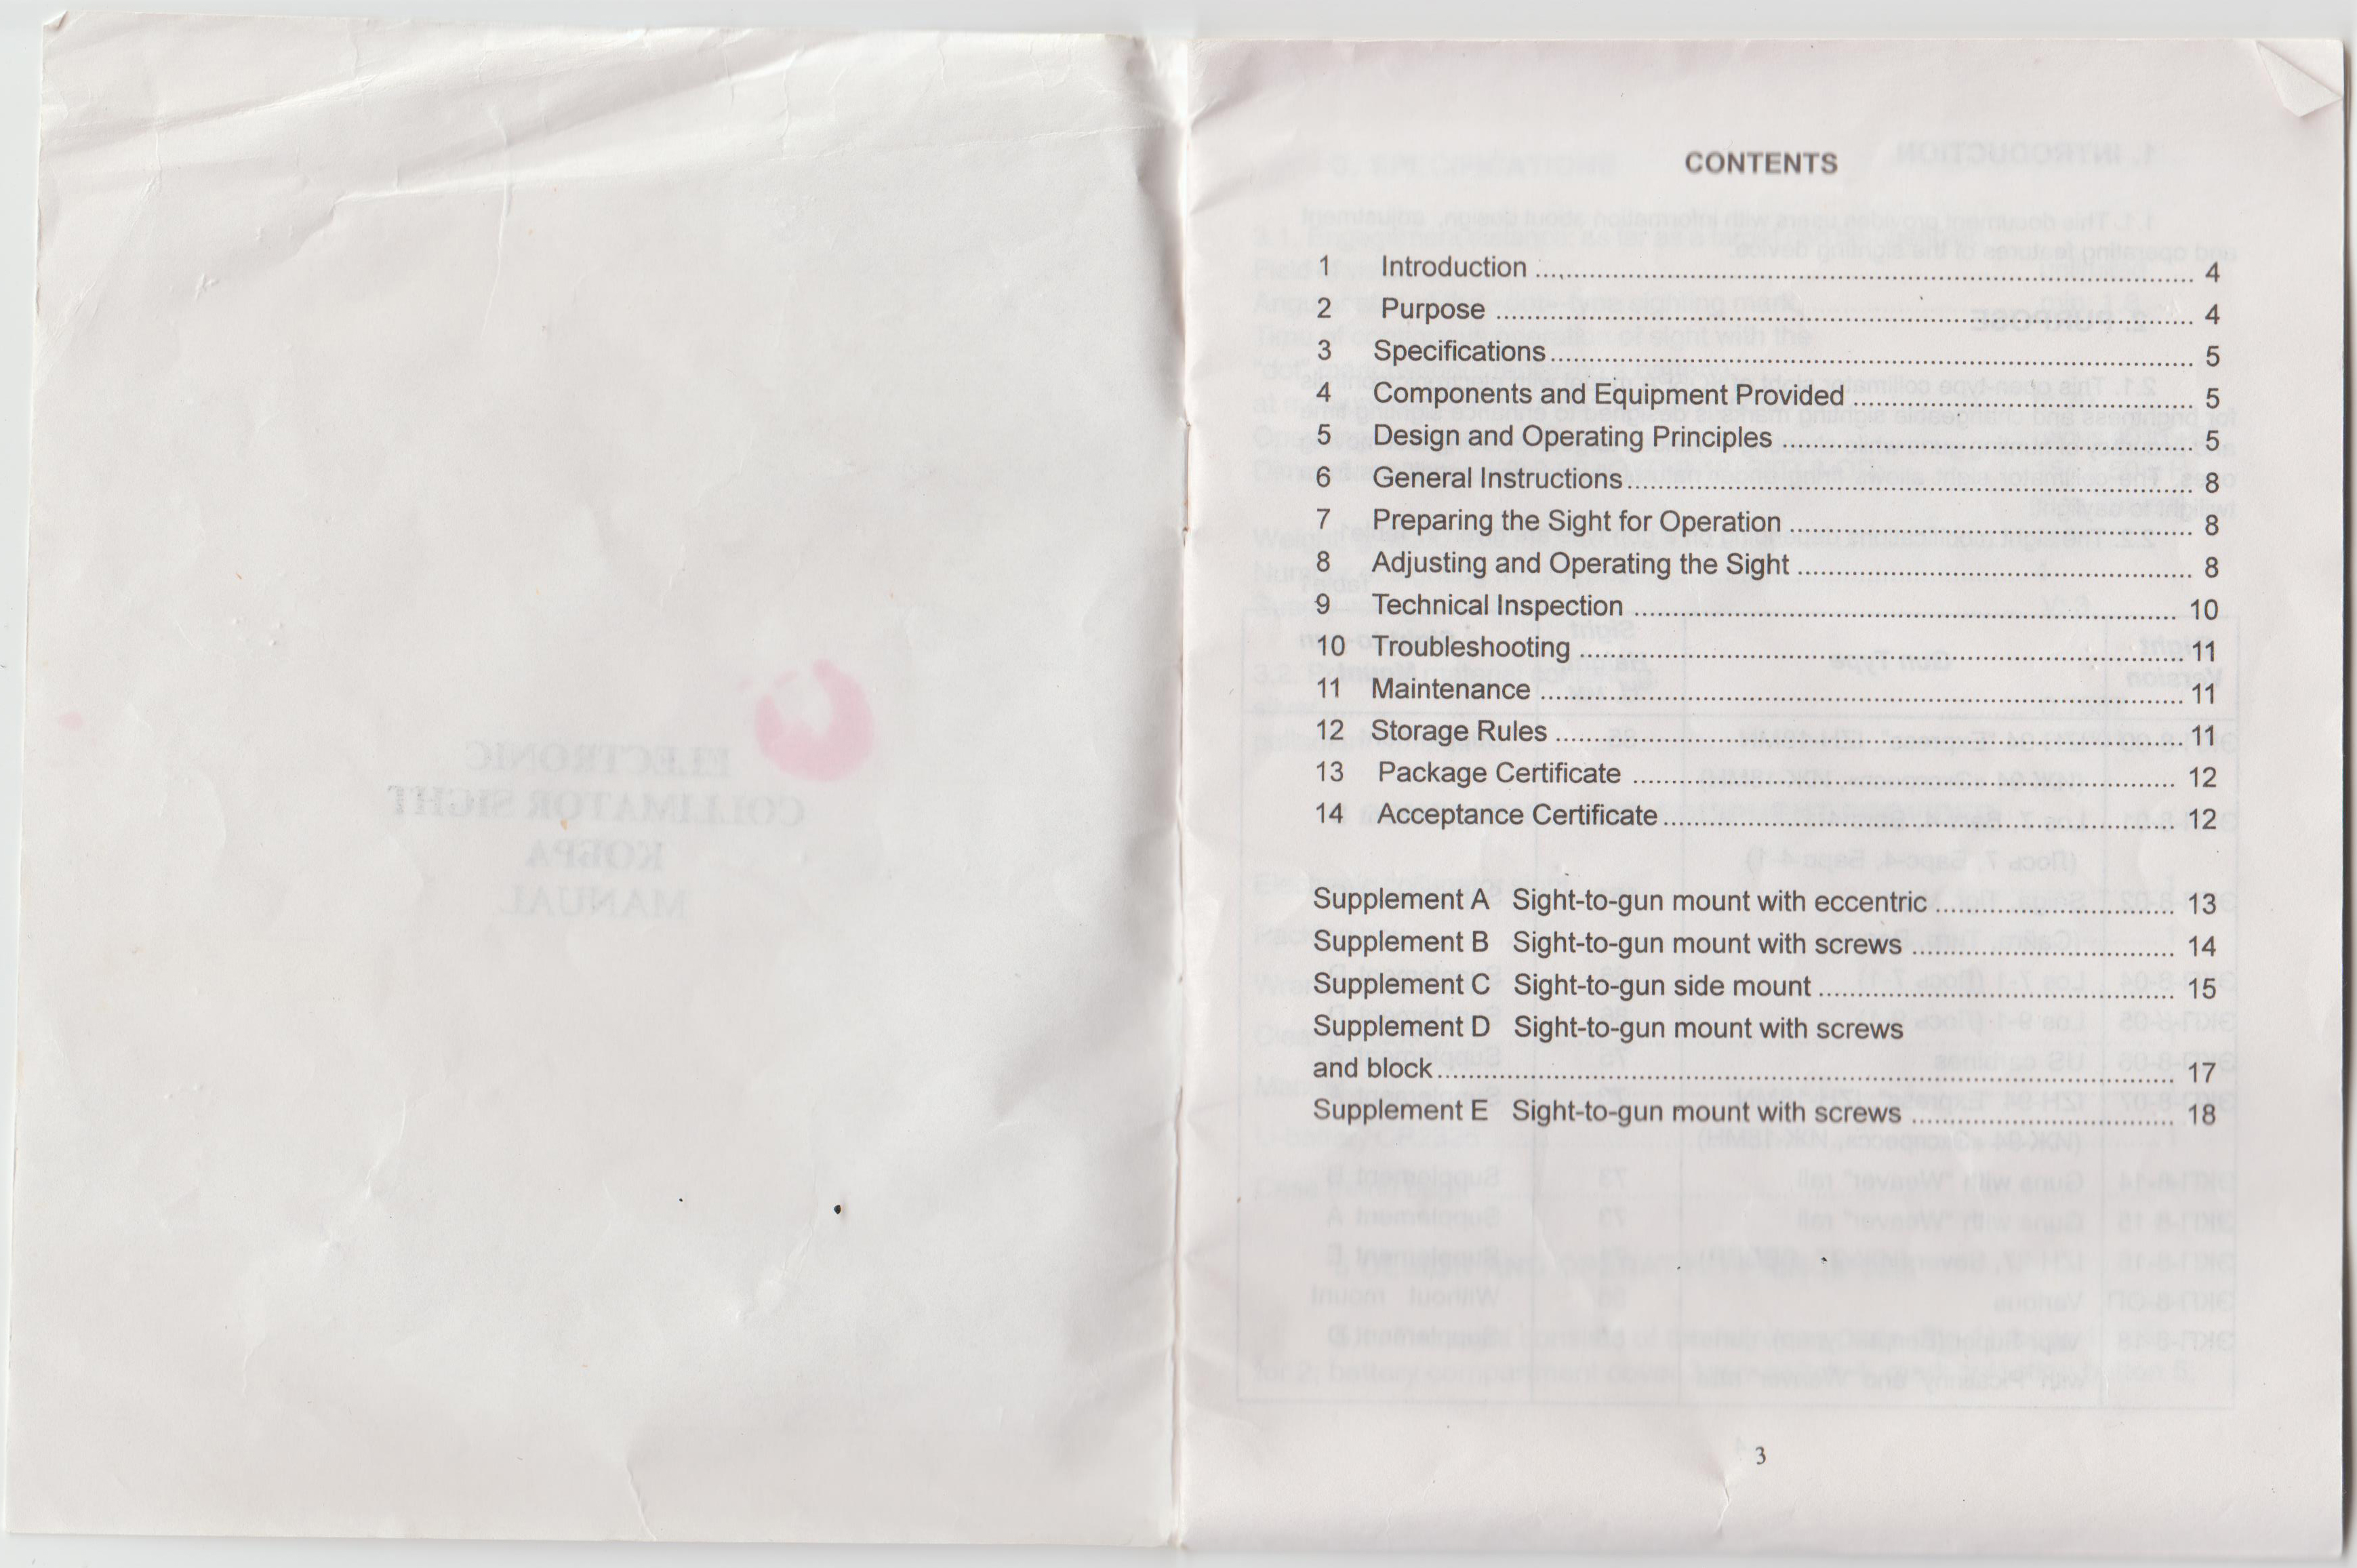 ELECTRONIC
COLLIMATOR SIGHT
КОБРА
MANUAL
CONTENTS
1 Introduction ........ 4
2 Purpose ........ 4
3 Specifications ........ 5
4 Components and Equipment Provided ........ 5
5 Design and Operating Principles ........ 5
6 General Instructions ........ 8
7 Preparing the Sight for Operation ........ 8
8 Adjusting and Operating the Sight ........ 8
9 Technical Inspection ........ 10
10 Troubleshooting ........ 11
11 Maintenance ........ 11
12 Storage Rules ........ 11
13 Package Certificate ........ 12
14 Acceptance Certificate ........ 12
Supplement A Sight-to-gun mount with eccentric ........ 13
Supplement B Sight-to-gun mount with screws ........ 14
Supplement C Sight-to-gun side mount ........ 15
Supplement D Sight-to-gun mount with screws
and block ........ 17
Supplement E Sight-to-gun mount with screws ........ 18
3